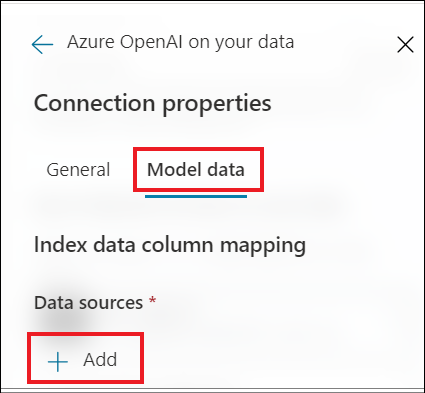 Azure OpenAI on your data
Connection properties
General Model data
Index data column mapping
Data sources *
Add